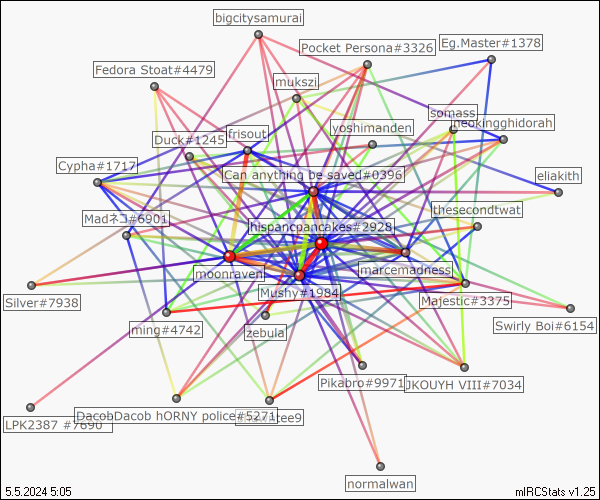 bigcitysamurai
Pocket Persona#3326
Eg.Master#1378
Fedora Stoat#4479
mukszi
somass
neokingghidorah
yoshimanden
frisout
Duck#1245
Cypha#1717
Can anything be saved#0396
eliakith
thesecondtwat
Madネコ#6901
hispancpancakes#2928
marcemadness
moonraven
Mushy#1984
Majestic#3375
Silver#7938
Swirly Boi#6154
ming#4742
zebula
Pikabro#9971
JKOUYH VIII#7034
DacobDacob hORNY police#5271
LPK2387 #7690
normalwan
5.5.2024 5:05
mIRCStats v1.25